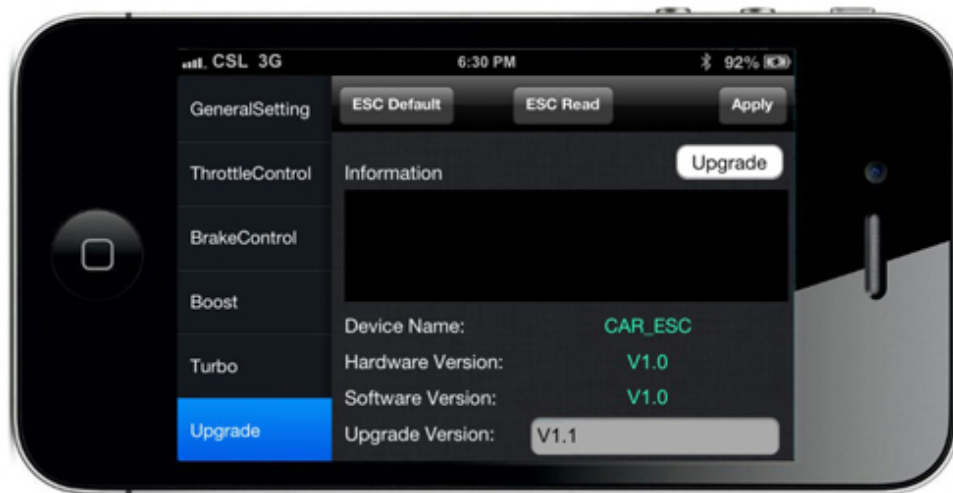 CSL 3G 6:30 PM 92%
ESC Default ESC Read Apply
GeneralSetting
ThrottleControl
BrakeControl
Boost
Turbo
Upgrade
Information Upgrade
Device Name: CAR_ESC
Hardware Version: V1.0
Software Version: V1.0
Upgrade Version: V1.1